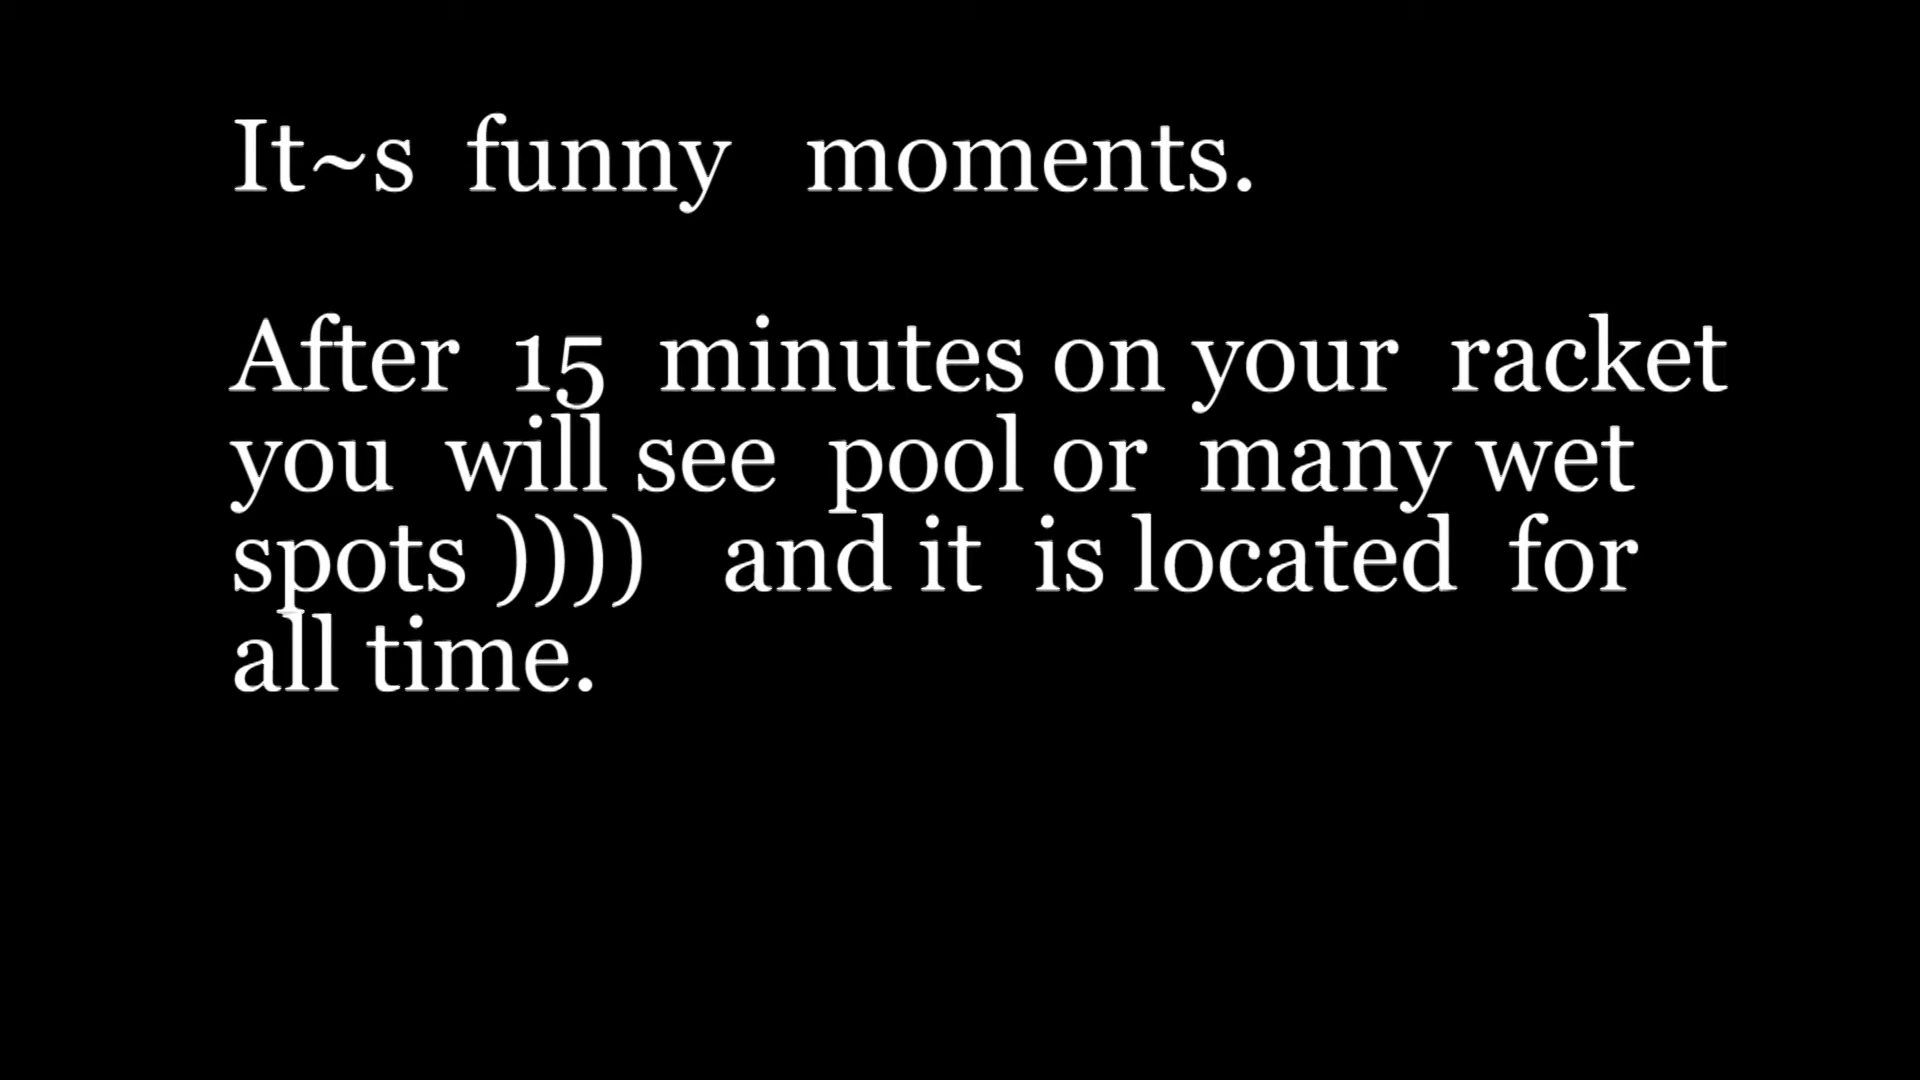 It~s funny moments.
After 15 minutes on your racket
you will see pool or many wet
spots )))) and it is located for
all time.